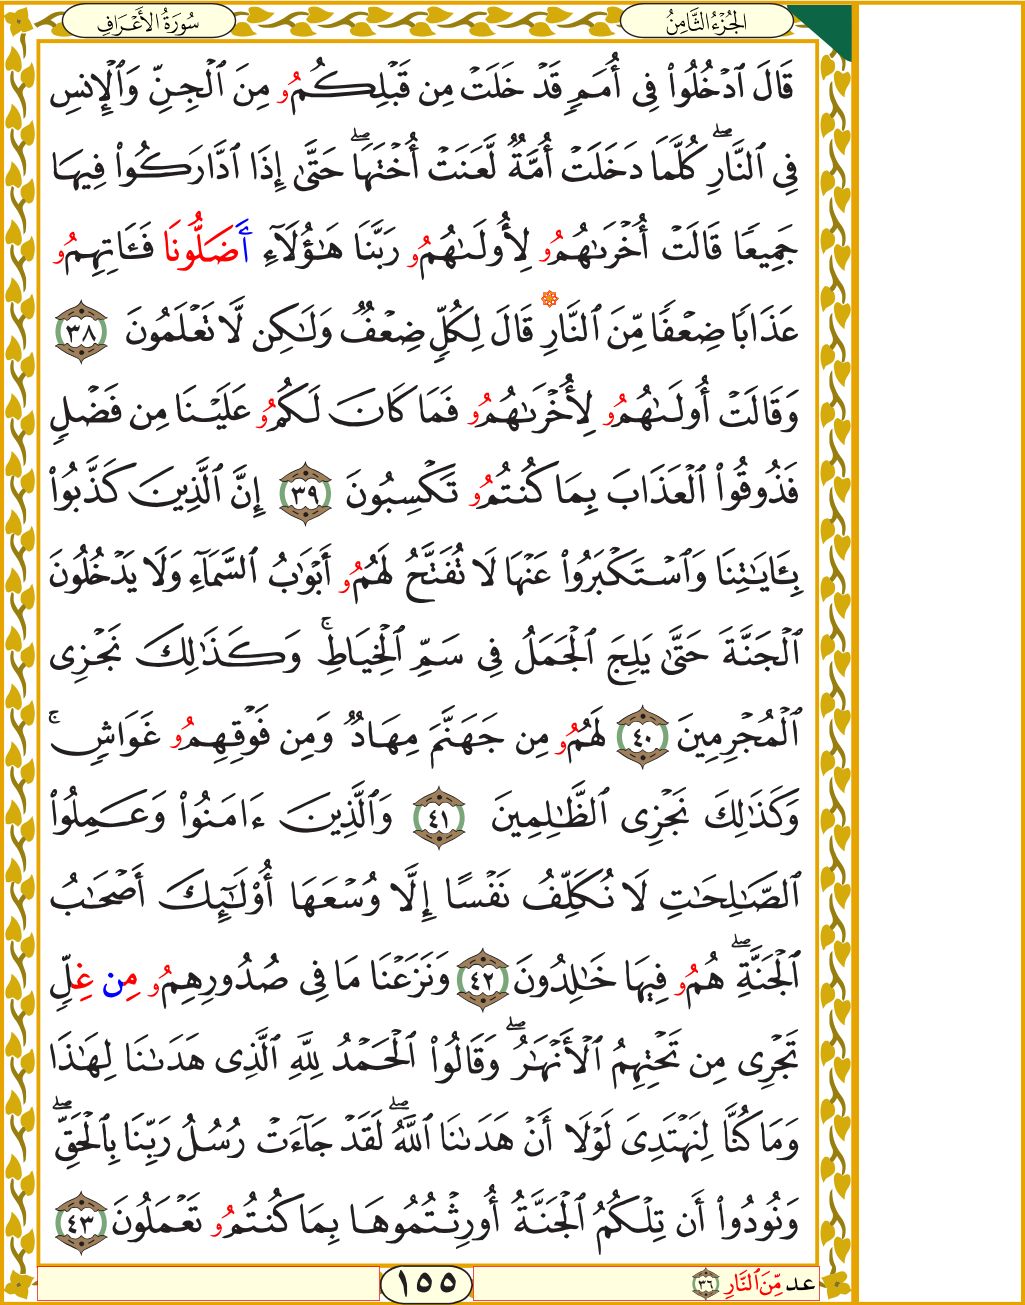 الجُزْءُ الثَّامِنُ
سُورَةُ الأَعْرَافِ
قَالَ ٱدْخُلُوا۟ فِى أُمَمٍ قَدْ خَلَتْ مِن قَبْلِكُمُو مِنَ ٱلْجِنِّ وَٱلْإِنسِ
فِى ٱلنَّارِۖ كُلَّمَا دَخَلَتْ أُمَّةٌ لَّعَنَتْ أُخْتَهَاۖ حَتَّىٰ إِذَا ٱدَّارَكُوا۟ فِيهَا
جَمِيعًا قَالَتْ أُخْرَىٰهُمُو لِأُولَىٰهُمُو رَبَّنَا هَـٰٓؤُلَآءِ أَضَلُّونَا فَـَٔاتِهِمُو
عَذَابًا ضِعْفًا مِّنَ ٱلنَّارِ قَالَ لِكُلٍّ ضِعْفٌ وَلَـٰكِن لَّا تَعْلَمُونَ ٣٨
وَقَالَتْ أُولَىٰهُمُو لِأُخْرَىٰهُمُو فَمَا كَانَ لَكُمُو عَلَيْنَا مِن فَضْلٍ
فَذُوقُوا۟ ٱلْعَذَابَ بِمَا كُنتُمُو تَكْسِبُونَ ٣٩ إِنَّ ٱلَّذِينَ كَذَّبُوا۟
بِـَٔايَـٰتِنَا وَٱسْتَكْبَرُوا۟ عَنْهَا لَا تُفَتَّحُ لَهُمُو أَبْوَٰبُ ٱلسَّمَآءِ وَلَا يَدْخُلُونَ
ٱلْجَنَّةَ حَتَّىٰ يَلِجَ ٱلْجَمَلُ فِى سَمِّ ٱلْخِيَاطِۚ وَكَذَٰلِكَ نَجْزِى
ٱلْمُجْرِمِينَ ٤٠ لَهُمُو مِن جَهَنَّمَ مِهَادٌ وَمِن فَوْقِهِمُو غَوَاشٍۚ
وَكَذَٰلِكَ نَجْزِى ٱلظَّـٰلِمِينَ ٤١ وَٱلَّذِينَ ءَامَنُوا۟ وَعَمِلُوا۟
ٱلصَّـٰلِحَـٰتِ لَا نُكَلِّفُ نَفْسًا إِلَّا وُسْعَهَا أُو۟لَـٰٓئِكَ أَصْحَـٰبُ
ٱلْجَنَّةِۖ هُمُو فِيهَا خَـٰلِدُونَ ٤٢ وَنَزَعْنَا مَا فِى صُدُورِهِمُو مِن غِلٍّ
تَجْرِى مِن تَحْتِهِمُ ٱلْأَنْهَـٰرُۖ وَقَالُوا۟ ٱلْحَمْدُ لِلَّهِ ٱلَّذِى هَدَىٰنَا لِهَـٰذَا
وَمَا كُنَّا لِنَهْتَدِىَ لَوْلَا أَنْ هَدَىٰنَا ٱللَّهُۖ لَقَدْ جَآءَتْ رُسُلُ رَبِّنَا بِٱلْحَقِّۖ
وَنُودُوا۟ أَن تِلْكُمُ ٱلْجَنَّةُ أُورِثْتُمُوهَا بِمَا كُنتُمُو تَعْمَلُونَ ٤٣
عد مِّنَ ٱلنَّارِ ٣٦
١٥٥